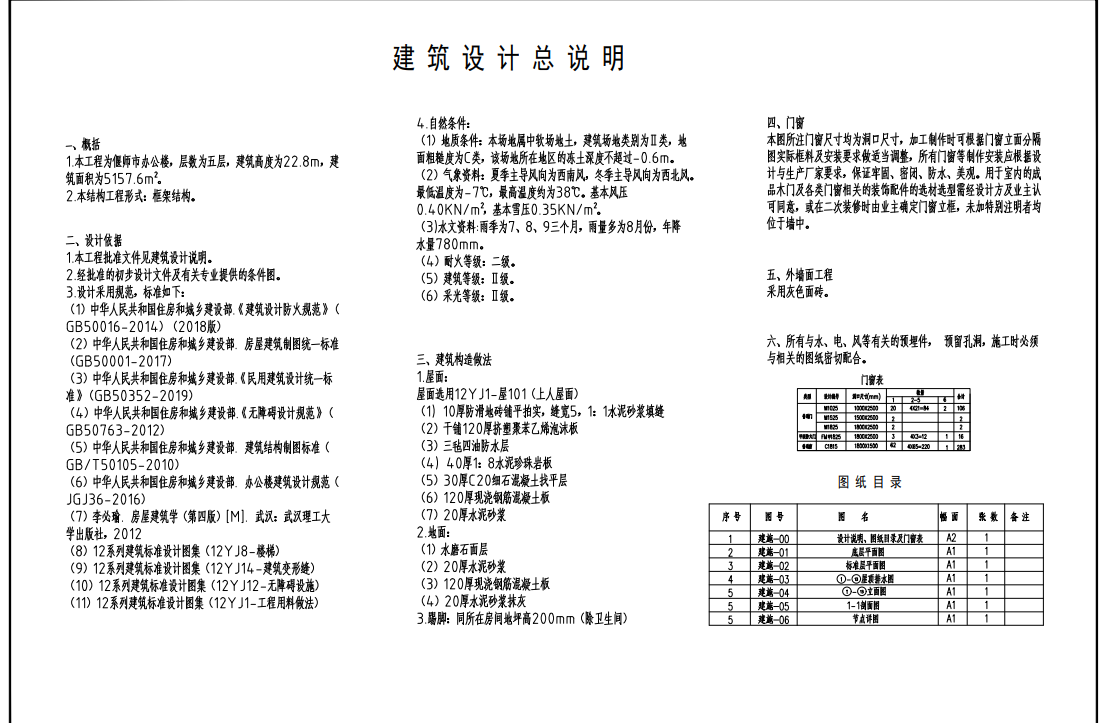 建筑设计总说明
一、概括
1.本工程为偃师市办公楼，层数为五层，建筑高度为22.8m，建
筑面积为5157.6m²。
2.本结构工程形式：框架结构。
二、设计依据
1.本工程批准文件见建筑设计说明。
2.经批准的初步设计文件及有关专业提供的条件图。
3.设计采用规范，标准如下：
（1）中华人民共和国住房和城乡建设部.《建筑设计防火规范》（
GB50016-2014）（2018版）
（2）中华人民共和国住房和城乡建设部. 房屋建筑制图统一标准
（GB50001-2017）
（3）中华人民共和国住房和城乡建设部.《民用建筑设计统一标
准》（GB50352-2019）
（4）中华人民共和国住房和城乡建设部.《无障碍设计规范》（
GB50763-2012）
（5）中华人民共和国住房和城乡建设部. 建筑结构制图标准（
GB/T50105-2010）
（6）中华人民共和国住房和城乡建设部. 办公楼建筑设计规范（
JGJ36-2016）
（7）李必瑜. 房屋建筑学（第四版）[M]. 武汉：武汉理工大
学出版社，2012
（8）12系列建筑标准设计图集（12YJ8-楼梯）
（9）12系列建筑标准设计图集（12YJ14-建筑变形缝）
（10）12系列建筑标准设计图集（12YJ12-无障碍设施）
（11）12系列建筑标准设计图集（12YJ1-工程用料做法）
4.自然条件：
（1）地质条件：本场地属中软场地土，建筑场地类别为Ⅱ类，地
面粗糙度为C类，该场地所在地区的冻土深度不超过-0.6m。
（2）气象资料：夏季主导风向为西南风，冬季主导风向为西北风。
最低温度为-7℃，最高温度约为38℃。基本风压
0.40KN/m²，基本雪压0.35KN/m²。
（3)水文资料:雨季为7、8、9三个月，雨量多为8月份，年降
水量780mm。
（4）耐火等级：二级。
（5）建筑等级：Ⅱ级。
（6）采光等级：Ⅱ级。
三、建筑构造做法
1.屋面：
屋面选用12YJ1-屋101（上人屋面）
（1）10厚防滑地砖铺平拍实，缝宽5，1：1水泥砂浆填缝
（2）干铺120厚挤塑聚苯乙烯泡沫板
（3）三毡四油防水层
（4）40厚1：8水泥珍珠岩板
（5）30厚C20细石混凝土找平层
（6）120厚现浇钢筋混凝土板
（7）20厚水泥砂浆
2.地面：
（1）水磨石面层
（2）20厚水泥砂浆
（3）120厚现浇钢筋混凝土板
（4）20厚水泥砂浆抹灰
3.踢脚：同所在房间地坪高200mm（除卫生间）
四、门窗
本图所注门窗尺寸均为洞口尺寸，加工制作时可根据门窗立面分隔
图实际框料及安装要求做适当调整，所有门窗等制作安装应根据设
计与生产厂家要求，保证牢固、密闭、防水、美观。用于室内的成
品木门及各类门窗相关的装饰配件的选材选型需经设计方及业主认
可同意，或在二次装修时由业主确定门窗立框，未加特别注明者均
位于墙中。
五、外墙面工程
采用灰色面砖。
六、所有与水、电、风等有关的预埋件， 预留孔洞，施工时必须
与相关的图纸密切配合。
门窗表
类型 设计编号 洞口尺寸(mm) 数量 合计
1 2-5 6
M1025 1000X2500 20 4X21=84 2 106
M1525 1500X2500 2 2
M1825 1800X2500 2 2
FM甲1825 1800X2500 3 4X3=12 1 16
C1815 1800X1500 62 4X55=220 1 283
图纸目录
序号 图号 图 名 幅面 张数 备注
1 建施-00 设计说明、图纸目录及门窗表 A2 1
2 建施-01 底层平面图 A1 1
3 建施-02 标准层平面图 A1 1
4 建施-03 屋顶排水图 A1 1
5 建施-04 立面图 A1 1
5 建施-05 1-1剖面图 A1 1
5 建施-06 节点详图 A1 1